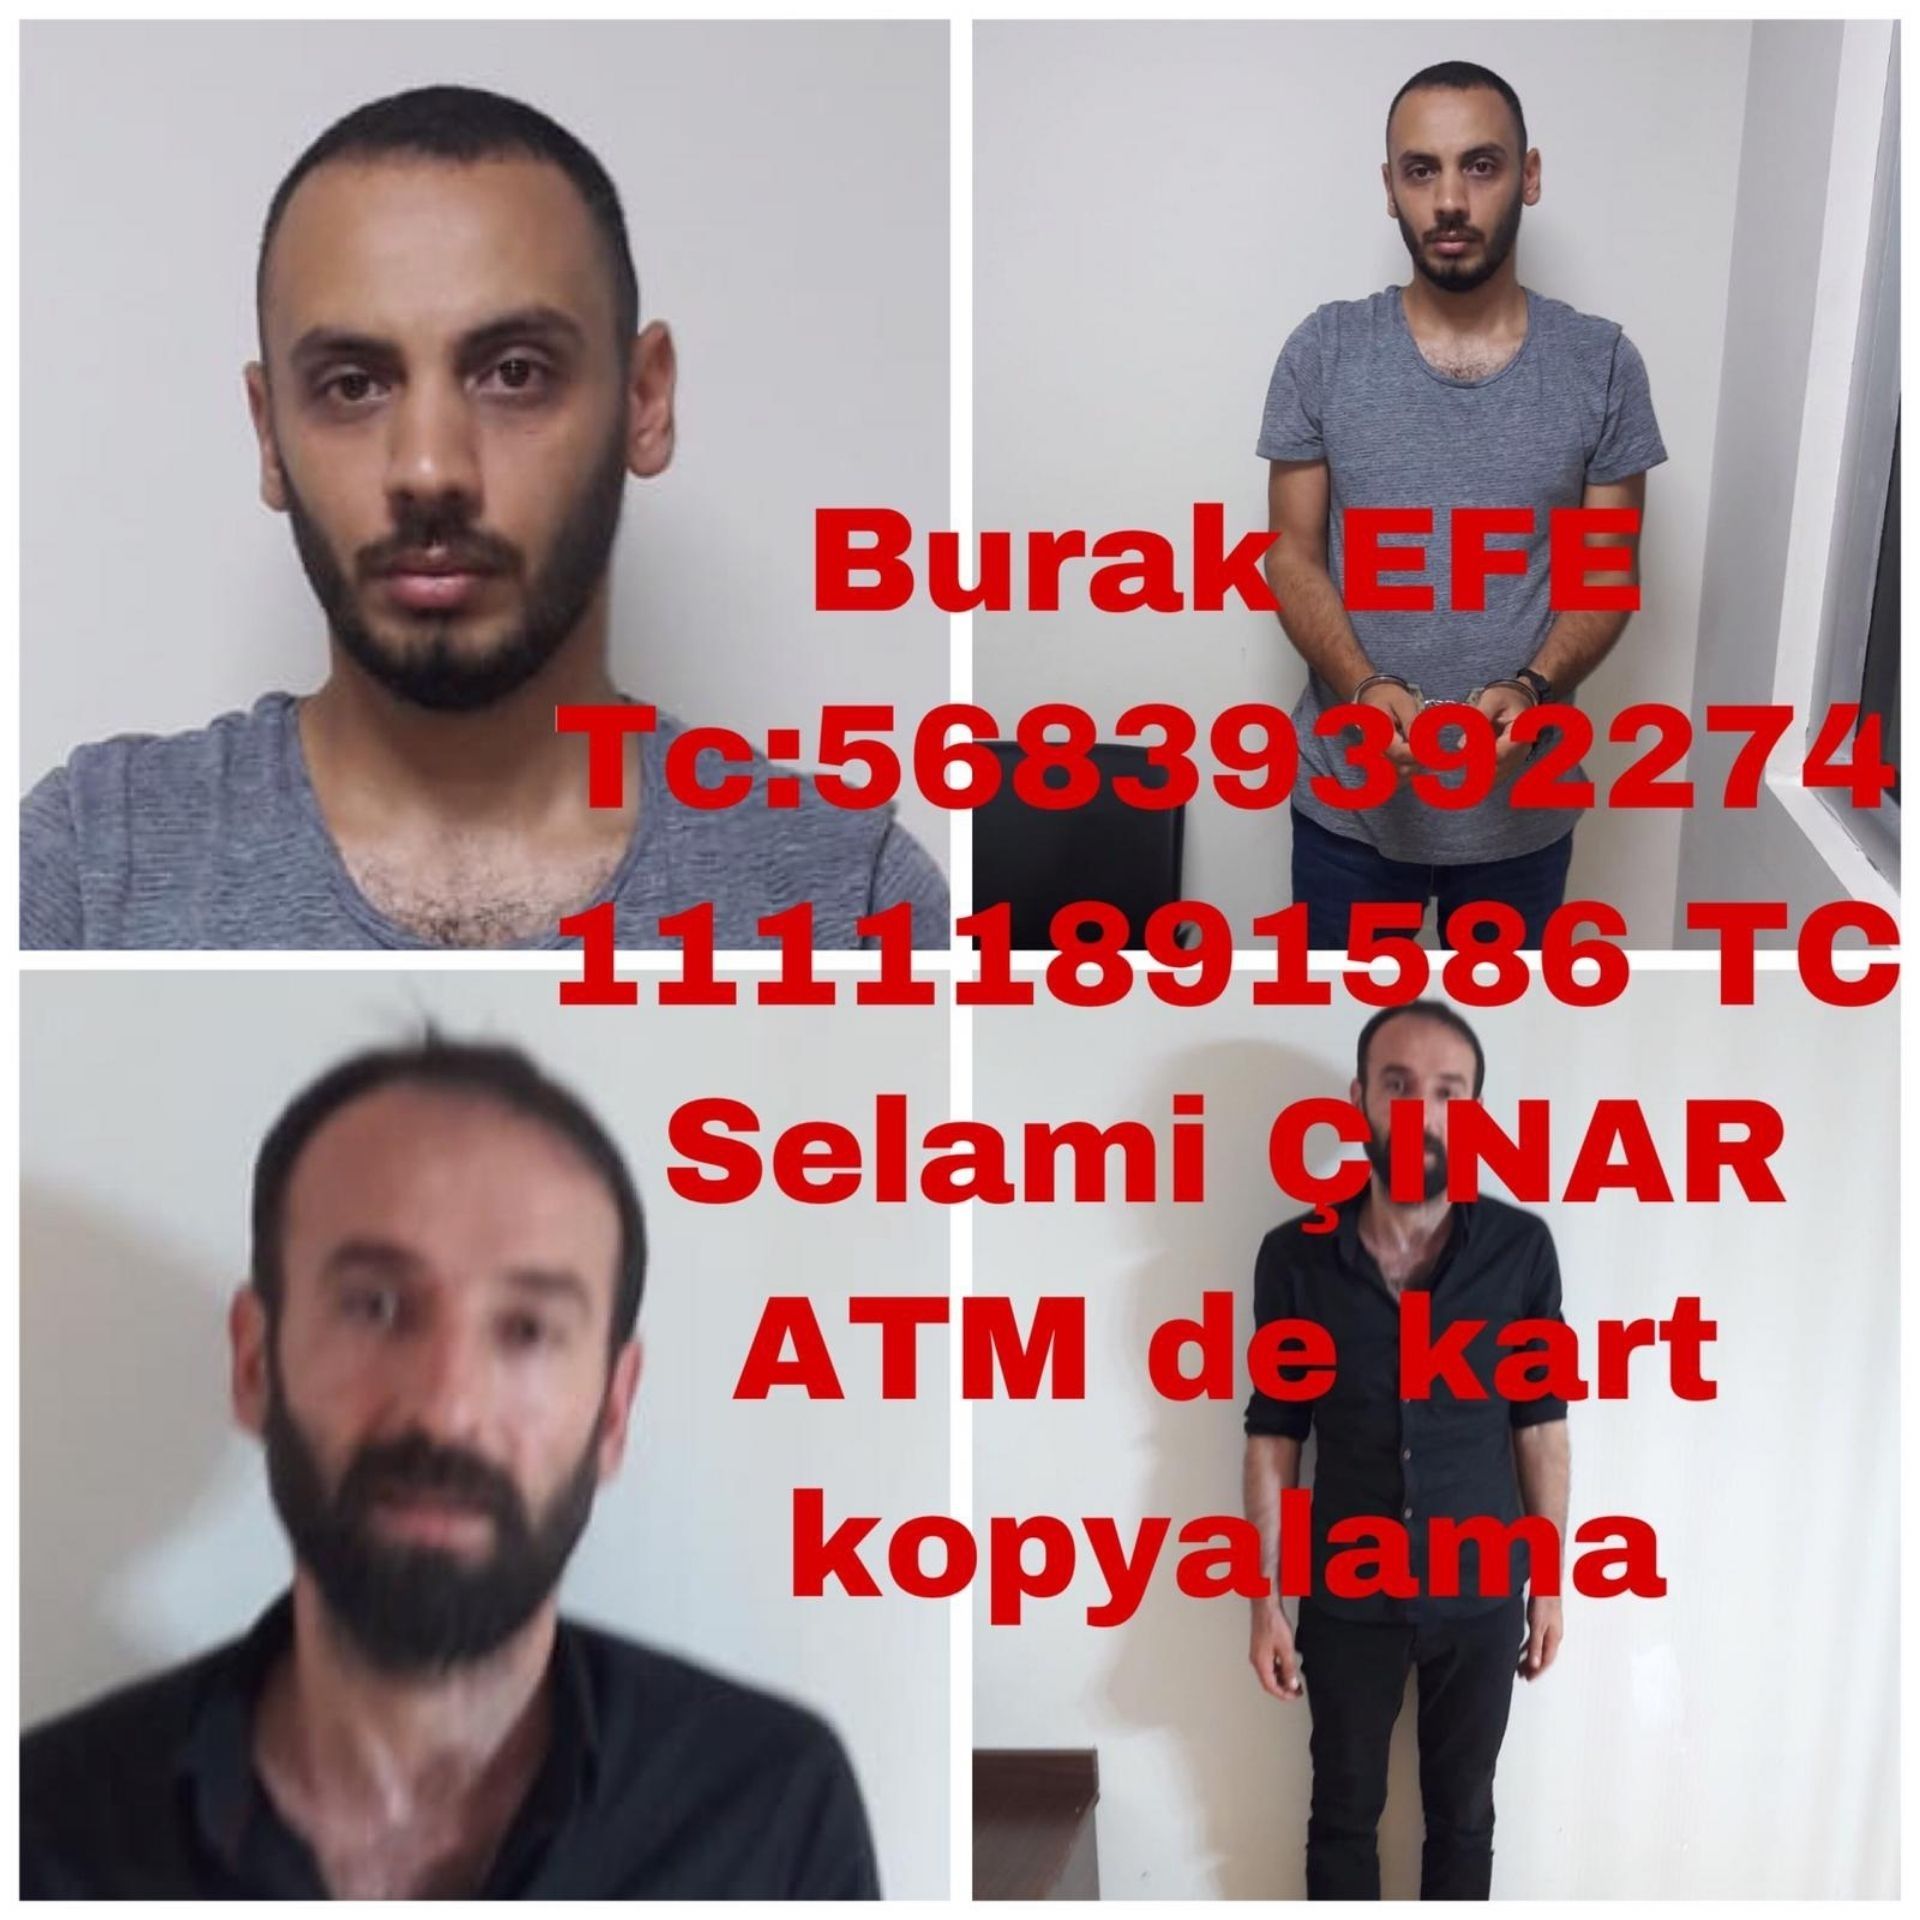 Burak EFE
Tc:56839392274
11111891586 TC
Selami ÇINAR
ATM de kart
kopyalama